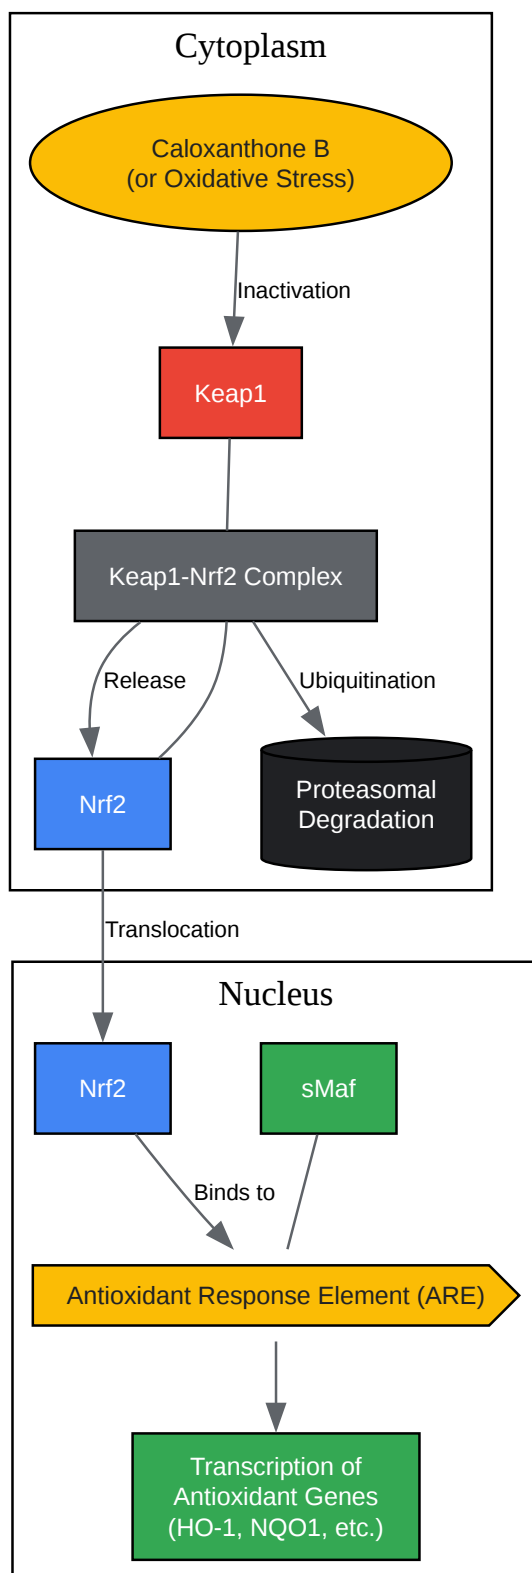 Cytoplasm
Caloxanthone B
(or Oxidative Stress)
Inactivation
Keap1
Keap1-Nrf2 Complex
Release
Ubiquitination
Nrf2
Proteasomal
Degradation
Translocation
Nucleus
Nrf2
sMaf
Binds to
Antioxidant Response Element (ARE)
Transcription of
Antioxidant Genes
(HO-1, NQO1, etc.)